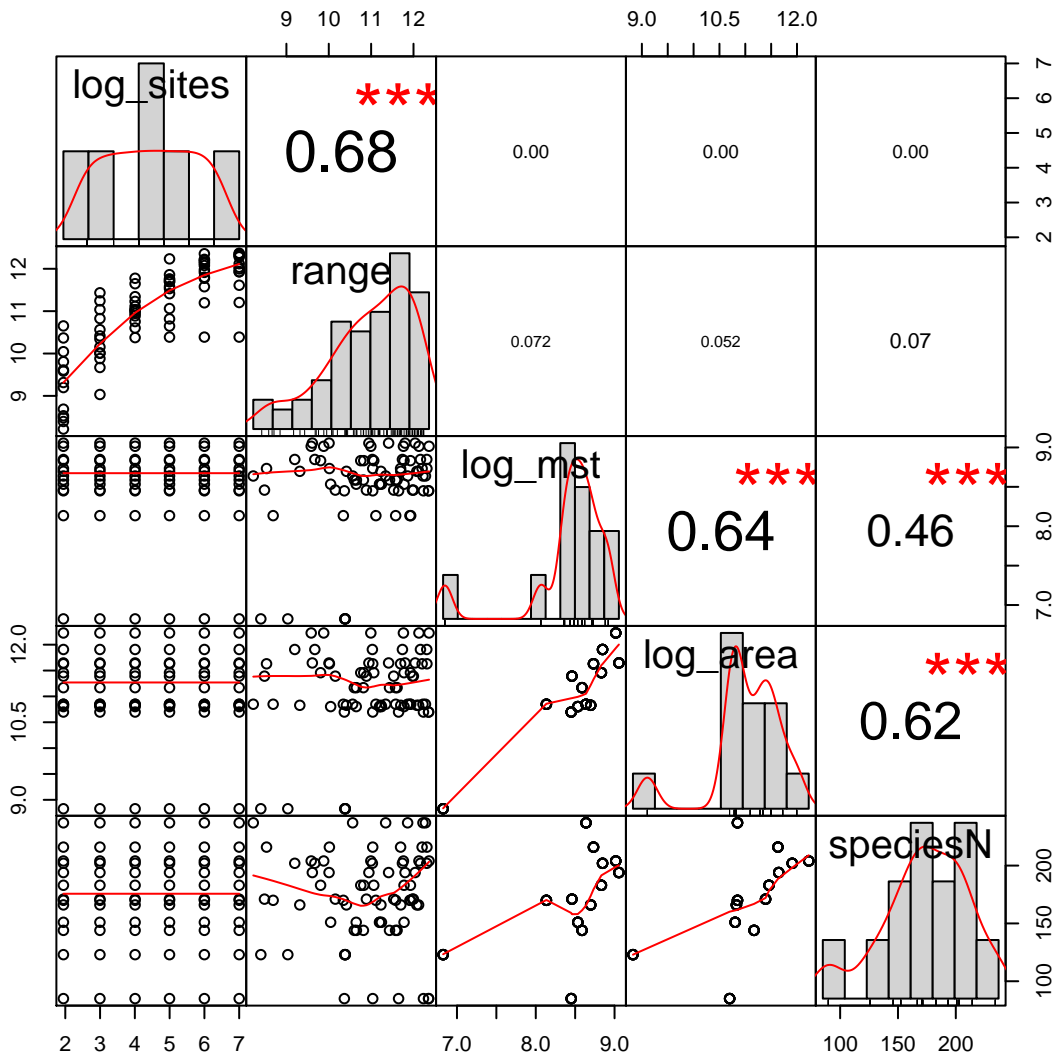 9 10 11 12 9.0 10.5 12.0
log_sites *** 0.68 0.00 0.00 0.00 2 3 4 5 6 7
9 10 11 12 range 0.072 0.052 0.07
log_mst *** 0.64 *** 0.46 7.0 8.0 9.0
9.0 10.5 12.0 log_area *** 0.62
speciesN 100 150 200
2 3 4 5 6 7 7.0 8.0 9.0 100 150 200